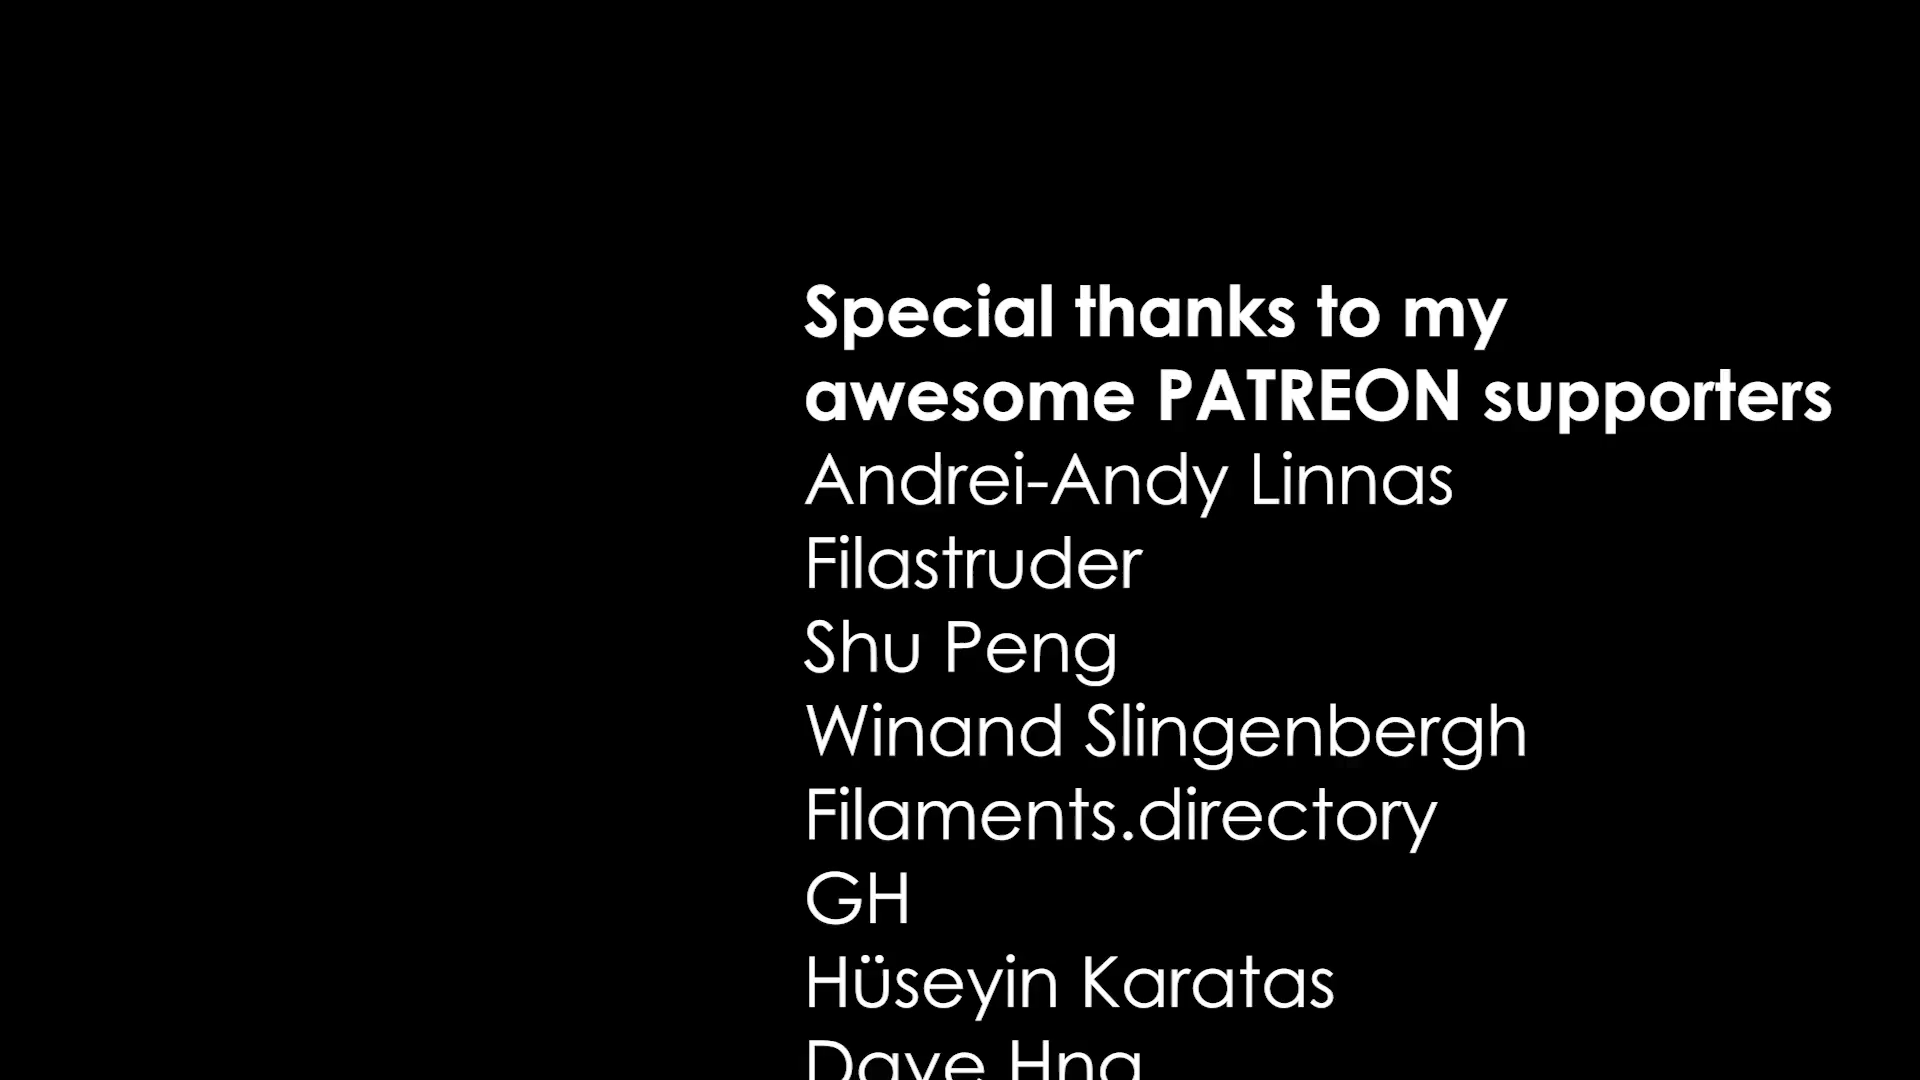 Special thanks to my
awesome PATREON supporters
Andrei-Andy Linnas
Filastruder
Shu Peng
Winand Slingenbergh
Filaments.directory
GH
Hüseyin Karatas
Dave